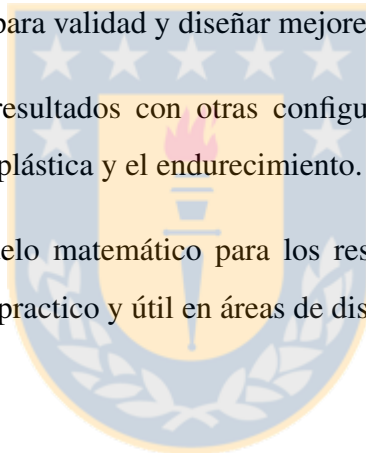 para validad y diseñar mejore
resultados con otras configu
plástica y el endurecimiento.
elo matemático para los res
practico y útil en áreas de dis